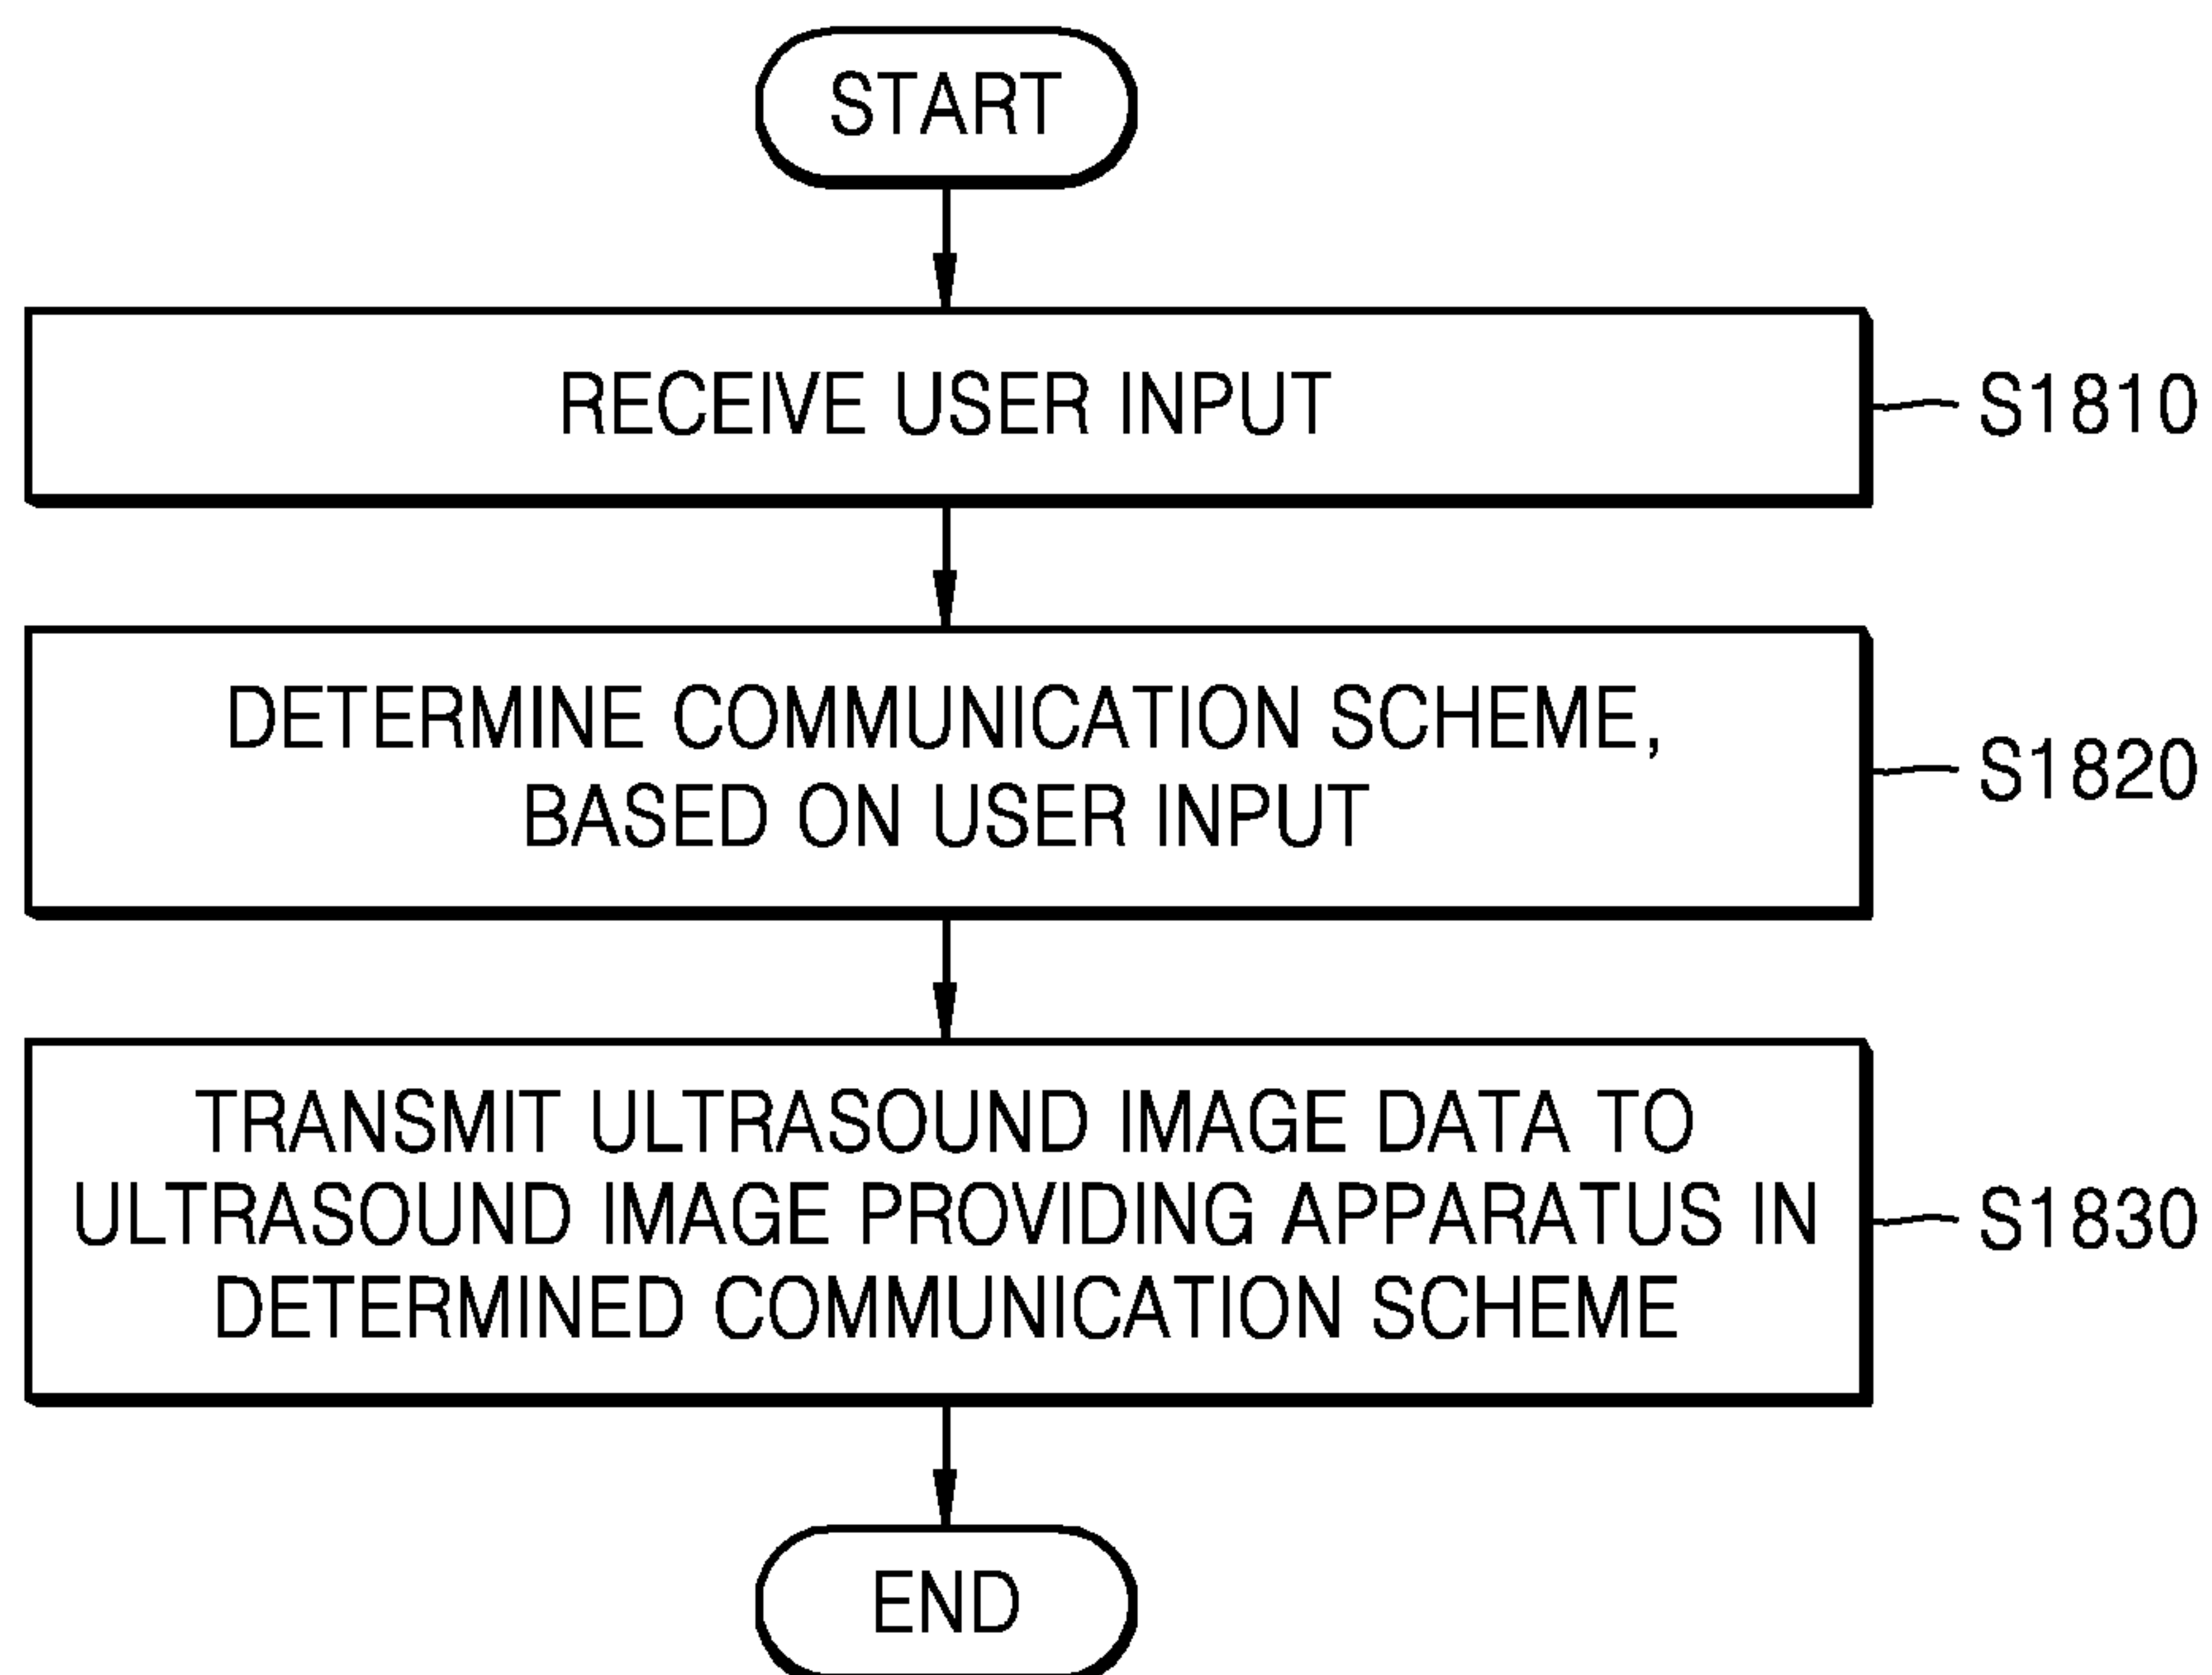 START
RECEIVE USER INPUT
S1810
DETERMINE COMMUNICATION SCHEME,
BASED ON USER INPUT
S1820
TRANSMIT ULTRASOUND IMAGE DATA TO
ULTRASOUND IMAGE PROVIDING APPARATUS IN
DETERMINED COMMUNICATION SCHEME
S1830
END